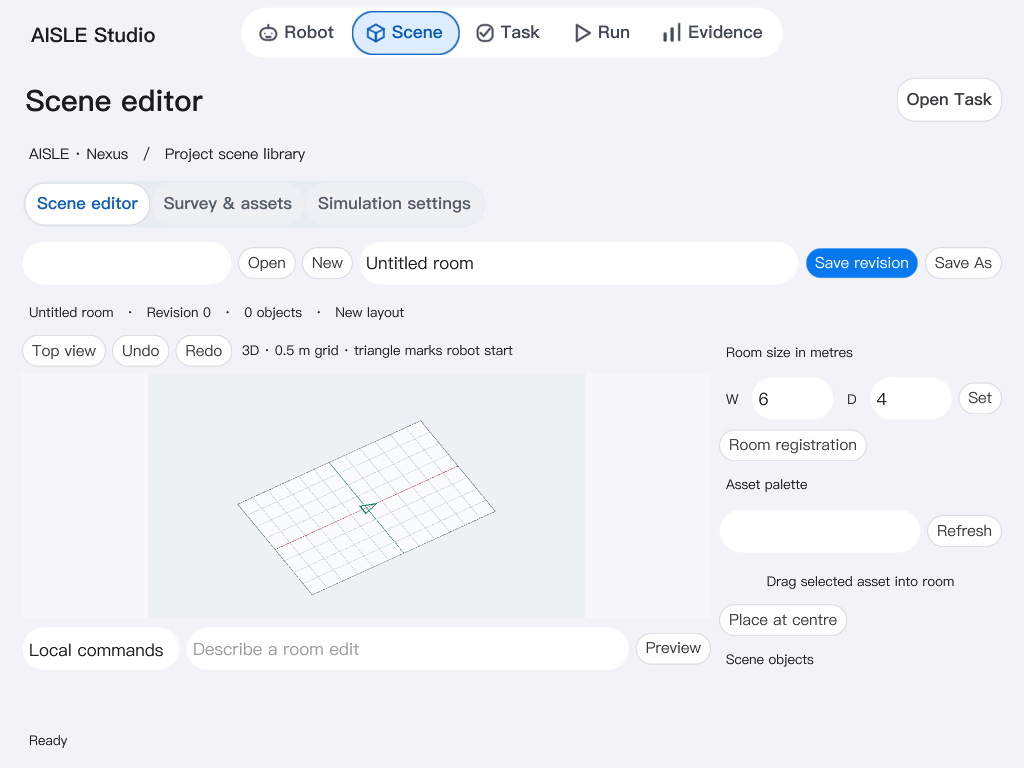 AISLE Studio
Robot Scene Task Run Evidence
Scene editor
Open Task
AISLE · Nexus / Project scene library
Scene editor Survey & assets Simulation settings
Open New Untitled room Save revision Save As
Untitled room · Revision 0 · 0 objects · New layout
Top view Undo Redo 3D · 0.5 m grid · triangle marks robot start
Room size in metres
W 6 D 4 Set
Room registration
Asset palette
Refresh
Drag selected asset into room
Place at centre
Local commands Describe a room edit Preview
Scene objects
Ready